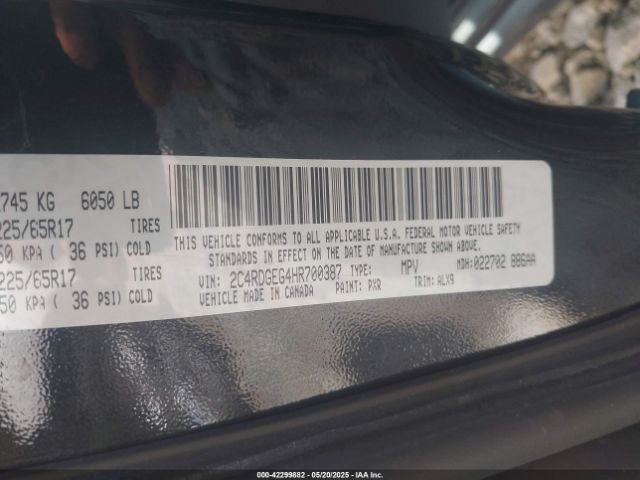 745 KG 6050 LB
225/65R17 TIRES
50 KPA ( 36 PSI) COLD
225/65R17 TIRES
50 KPA ( 36 PSI) COLD
THIS VEHICLE CONFORMS TO ALL APPLICABLE U.S.A. FEDERAL MOTOR VEHICLE SAFETY
STANDARDS IN EFFECT ON THE DATE OF MANUFACTURE SHOWN ABOVE.
VIN: 2C4RDGEG4HR700387 TYPE: MPV MDH: 022702 886AA
VEHICLE MADE IN CANADA PAINT: PXR TRIM: ALX9
000-42299882 — 05/20/2025 — IAAI.COM